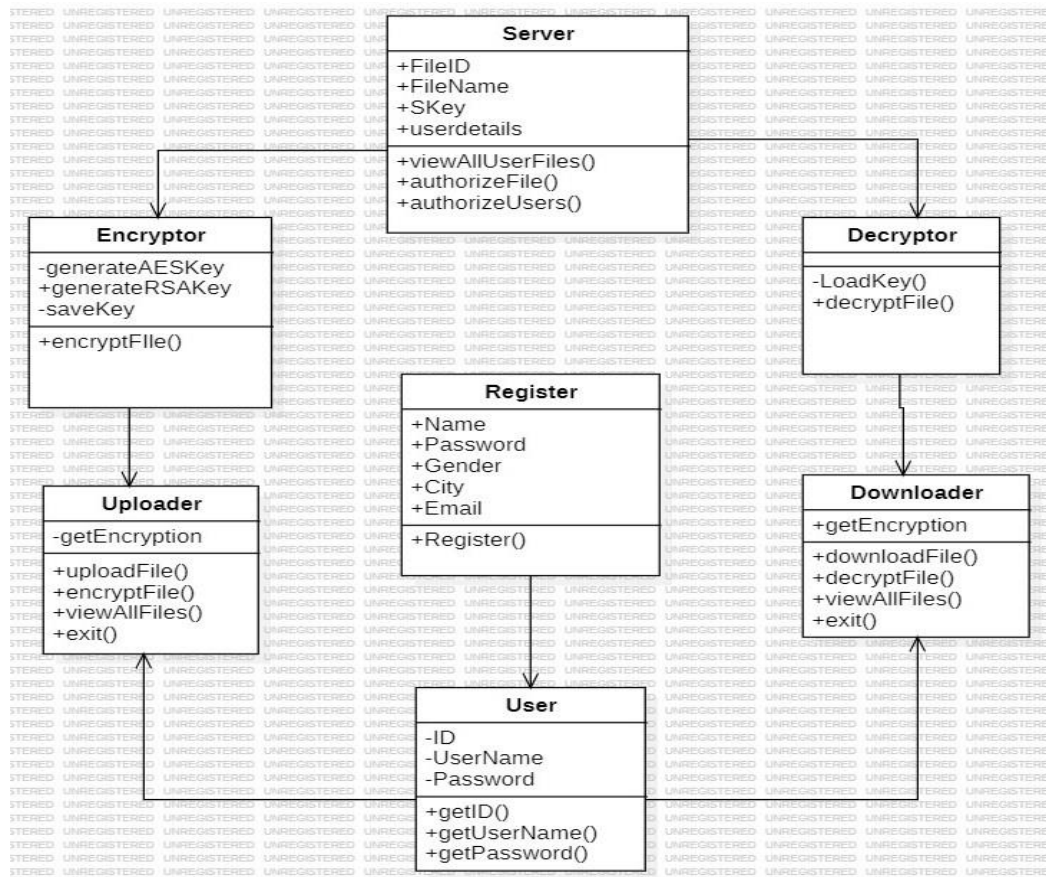 Server
+FileID
+FileName
+SKey
+userdetails
+viewAllUserFiles()
+authorizeFile()
+authorizeUsers()
Encryptor
-generateAESKey
+generateRSAKey
-saveKey
+encryptFIle()
Decryptor
-LoadKey()
+decryptFile()
Register
+Name
+Password
+Gender
+City
+Email
+Register()
Uploader
-getEncryption
+uploadFile()
+encryptFile()
+viewAllFiles()
+exit()
Downloader
+getEncryption
+downloadFile()
+decryptFile()
+viewAllFiles()
+exit()
User
-ID
-UserName
-Password
+getID()
+getUserName()
+getPassword()
UNREGISTERED